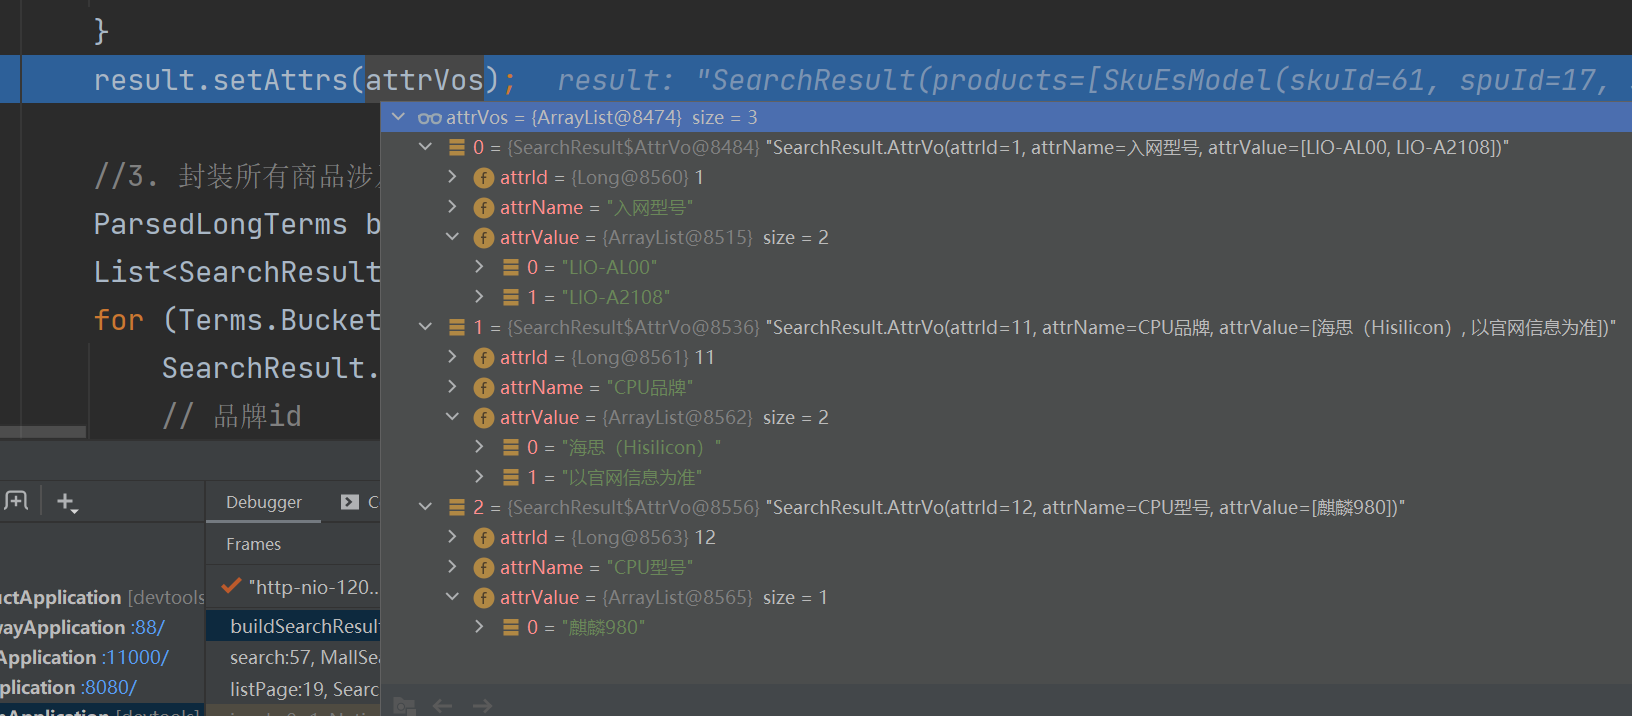 }
result.setAttrs(attrVos); result: "SearchResult(products=[SkuEsModel(skuId=61, spuId=17,
attrVos = {ArrayList@8474} size = 3
0 = {SearchResult$AttrVo@8484} "SearchResult.AttrVo(attrId=1, attrName=入网型号, attrValue=[LIO-AL00, LIO-A2108])"
//3. 封装所有商品涉及
attrId = {Long@8560} 1
attrName = "入网型号"
ParsedLongTerms b
attrValue = {ArrayList@8515} size = 2
List<SearchResult
0 = "LIO-AL00"
1 = "LIO-A2108"
for (Terms.Bucket
1 = {SearchResult$AttrVo@8536} "SearchResult.AttrVo(attrId=11, attrName=CPU品牌, attrValue=[海思（Hisilicon）, 以官网信息为准])"
attrId = {Long@8561} 11
SearchResult.
attrName = "CPU品牌"
// 品牌id
attrValue = {ArrayList@8562} size = 2
0 = "海思（Hisilicon）"
1 = "以官网信息为准"
Debugger C
2 = {SearchResult$AttrVo@8556} "SearchResult.AttrVo(attrId=12, attrName=CPU型号, attrValue=[麒麟980])"
Frames
attrId = {Long@8563} 12
attrName = "CPU型号"
"http-nio-120...
uctApplication [devtools
attrValue = {ArrayList@8565} size = 1
wayApplication :88/
buildSearchResul
0 = "麒麟980"
Application :11000/
search:57, MallSea
plication :8080/
listPage:19, Searc
Application [devtools]